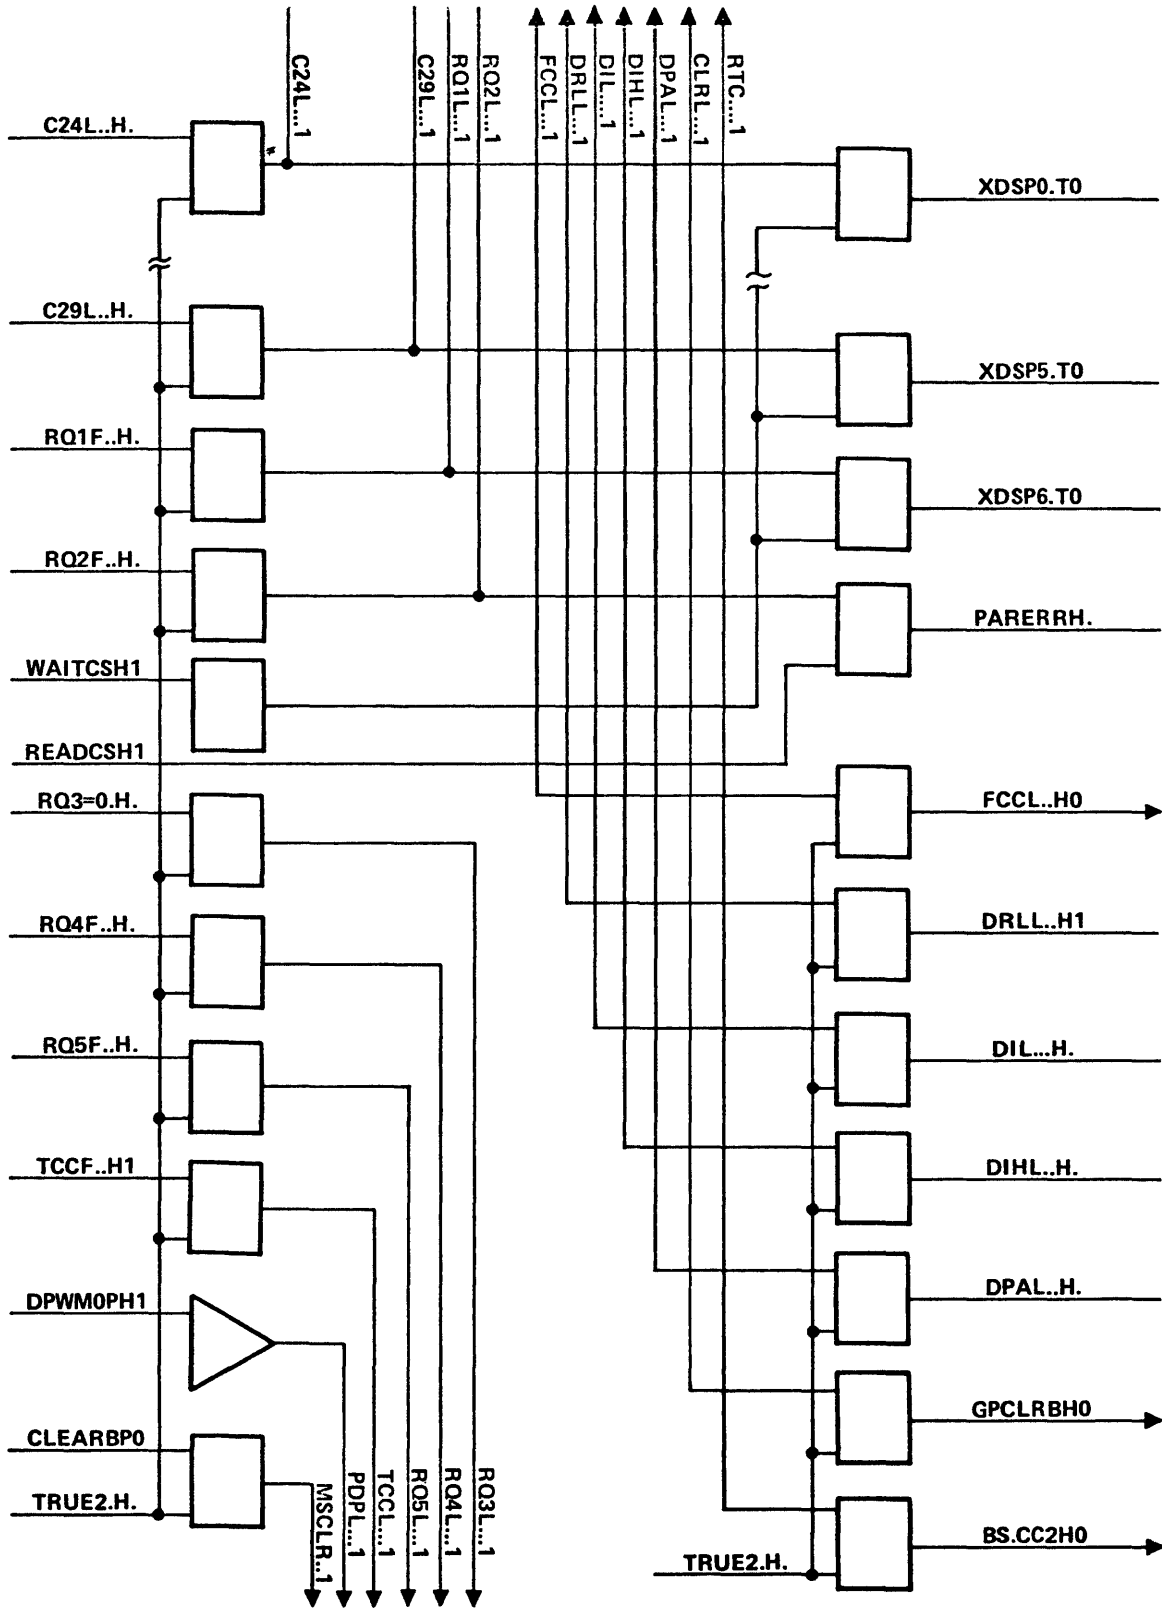 C24L...1
C29L...1
RQ1L...1
RQ2L...1
FCCL...1
DRLL...1
DIL....1
DIHL...1
DPAL...1
CLRL...1
RTC....1
C24L..H.
*
XDSP0.T0
C29L..H.
XDSP5.T0
RQ1F..H.
XDSP6.T0
RQ2F..H.
PARERRH.
WAITCSH1
READCSH1
RQ3=0.H.
FCCL..H0
RQ4F..H.
DRLL..H1
RQ5F..H.
DIL...H.
TCCF..H1
DIHL..H.
DPWM0PH1
DPAL..H.
CLEARBP0
GPCLRBH0
TRUE2.H.
MSCLR..1
PDPL...1
TCCL...1
RQ5L...1
RQ4L...1
RQ3L...1
BS.CC2H0
TRUE2.H.